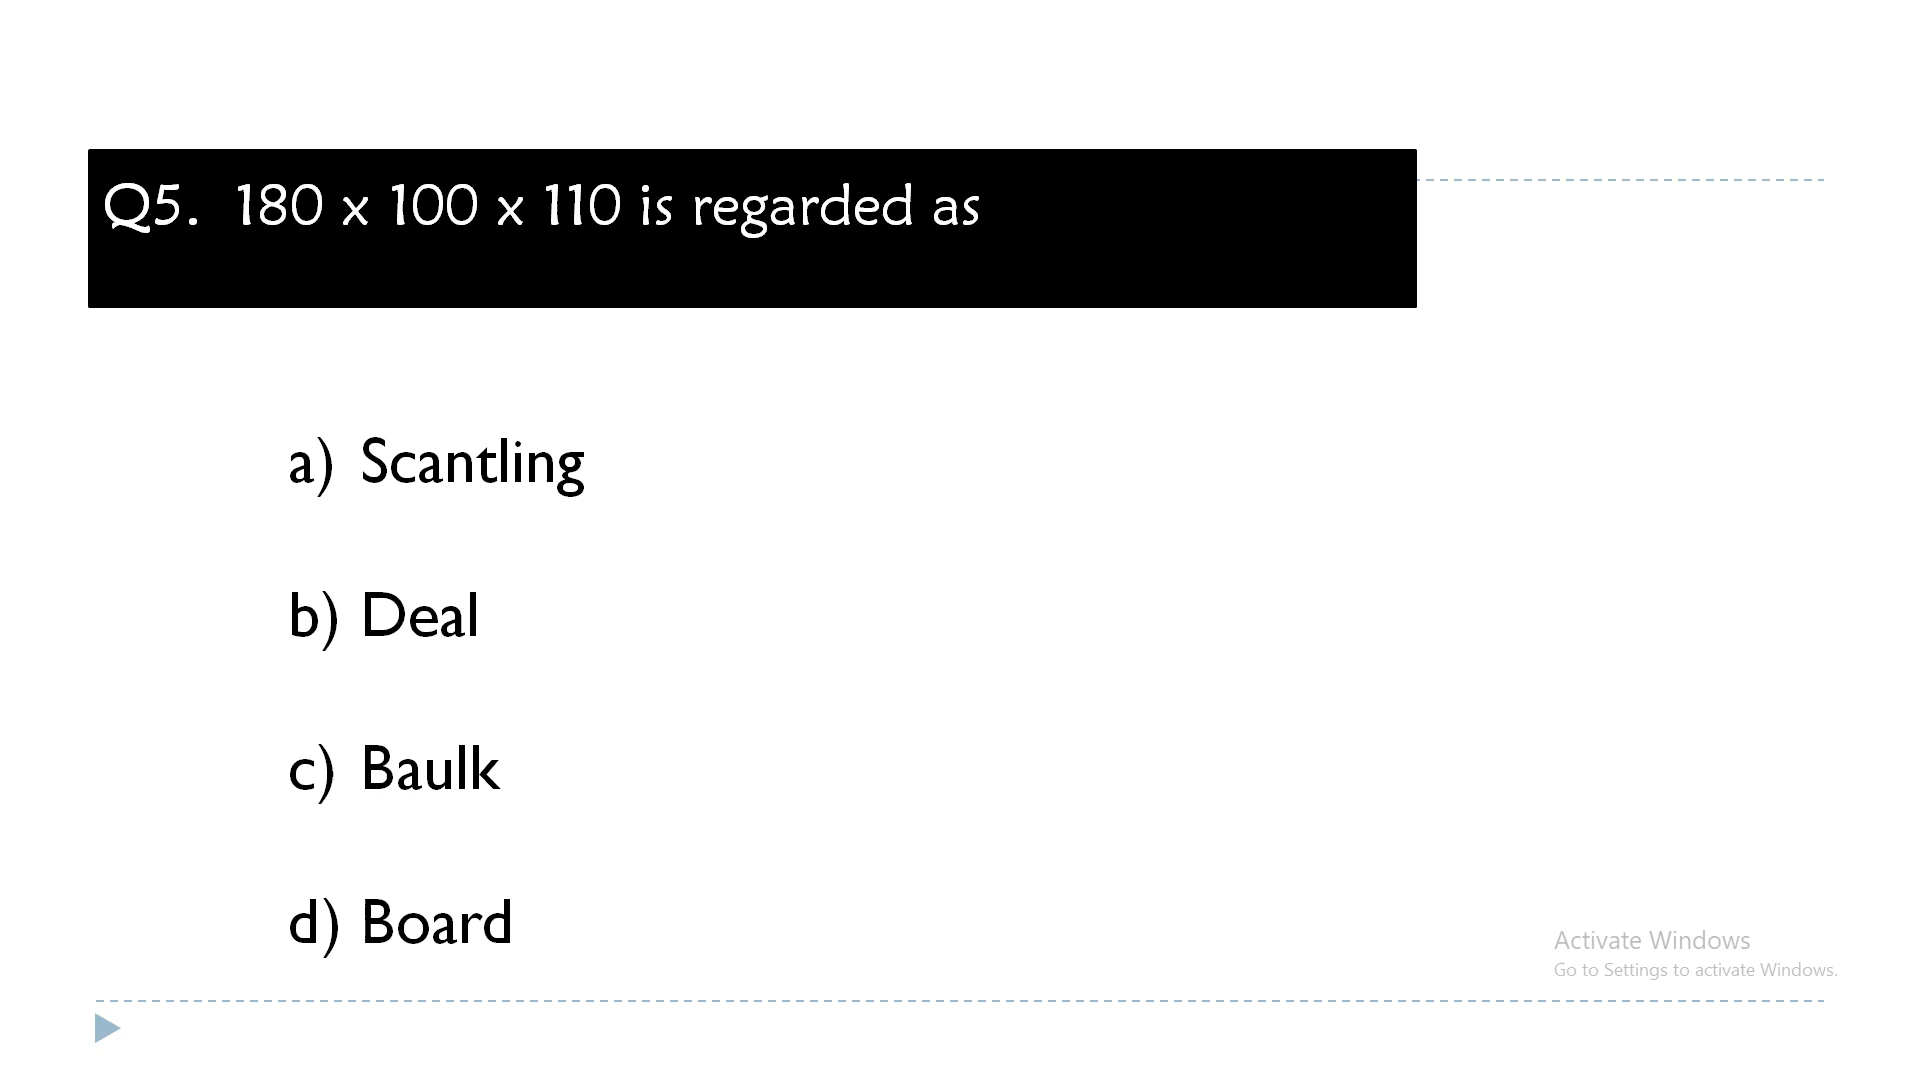 Q5. 180 x 100 x 110 is regarded as
a) Scantling
b) Deal
c) Baulk
d) Board
Activate Windows
Go to Settings to activate Windows.